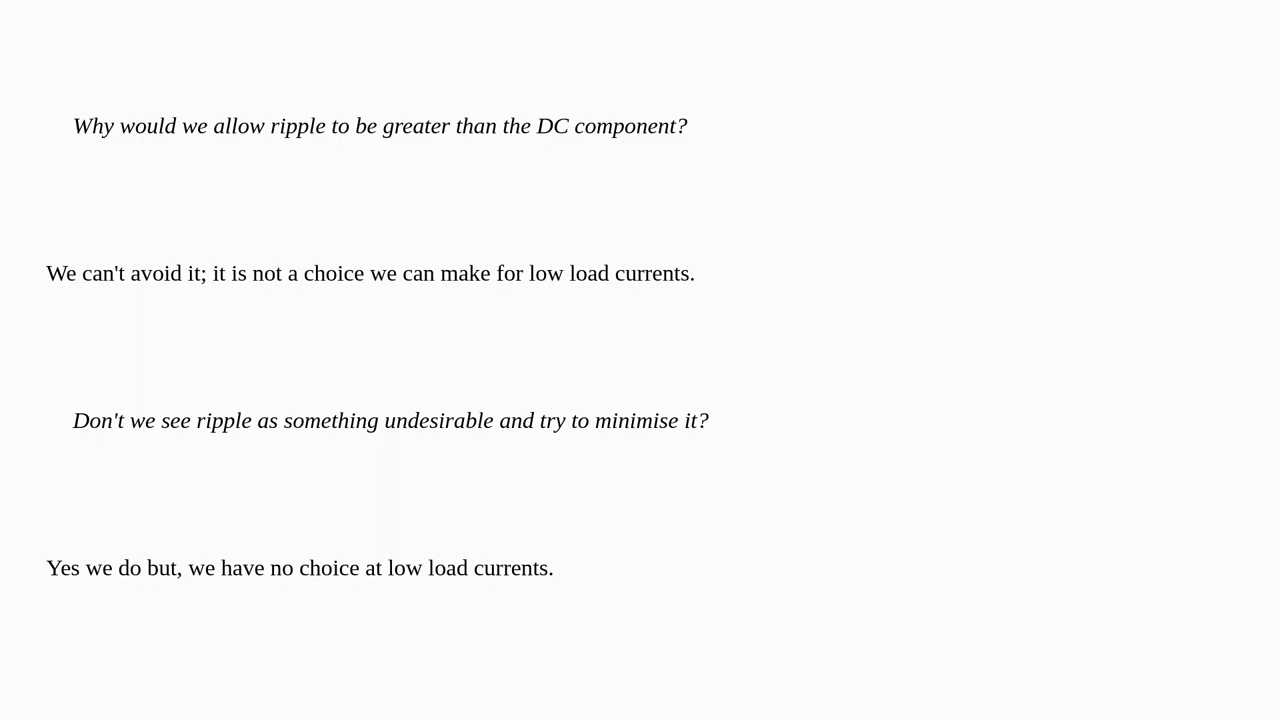 Why would we allow ripple to be greater than the DC component?
We can't avoid it; it is not a choice we can make for low load currents.
Don't we see ripple as something undesirable and try to minimise it?
Yes we do but, we have no choice at low load currents.